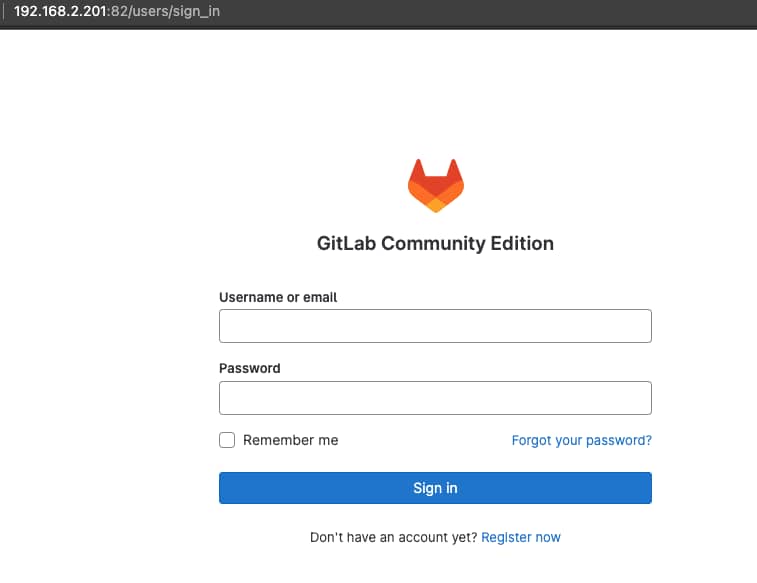 192.168.2.201:82/users/sign_in
GitLab Community Edition
Username or email
Password
Remember me Forgot your password?
Sign in
Don't have an account yet? Register now